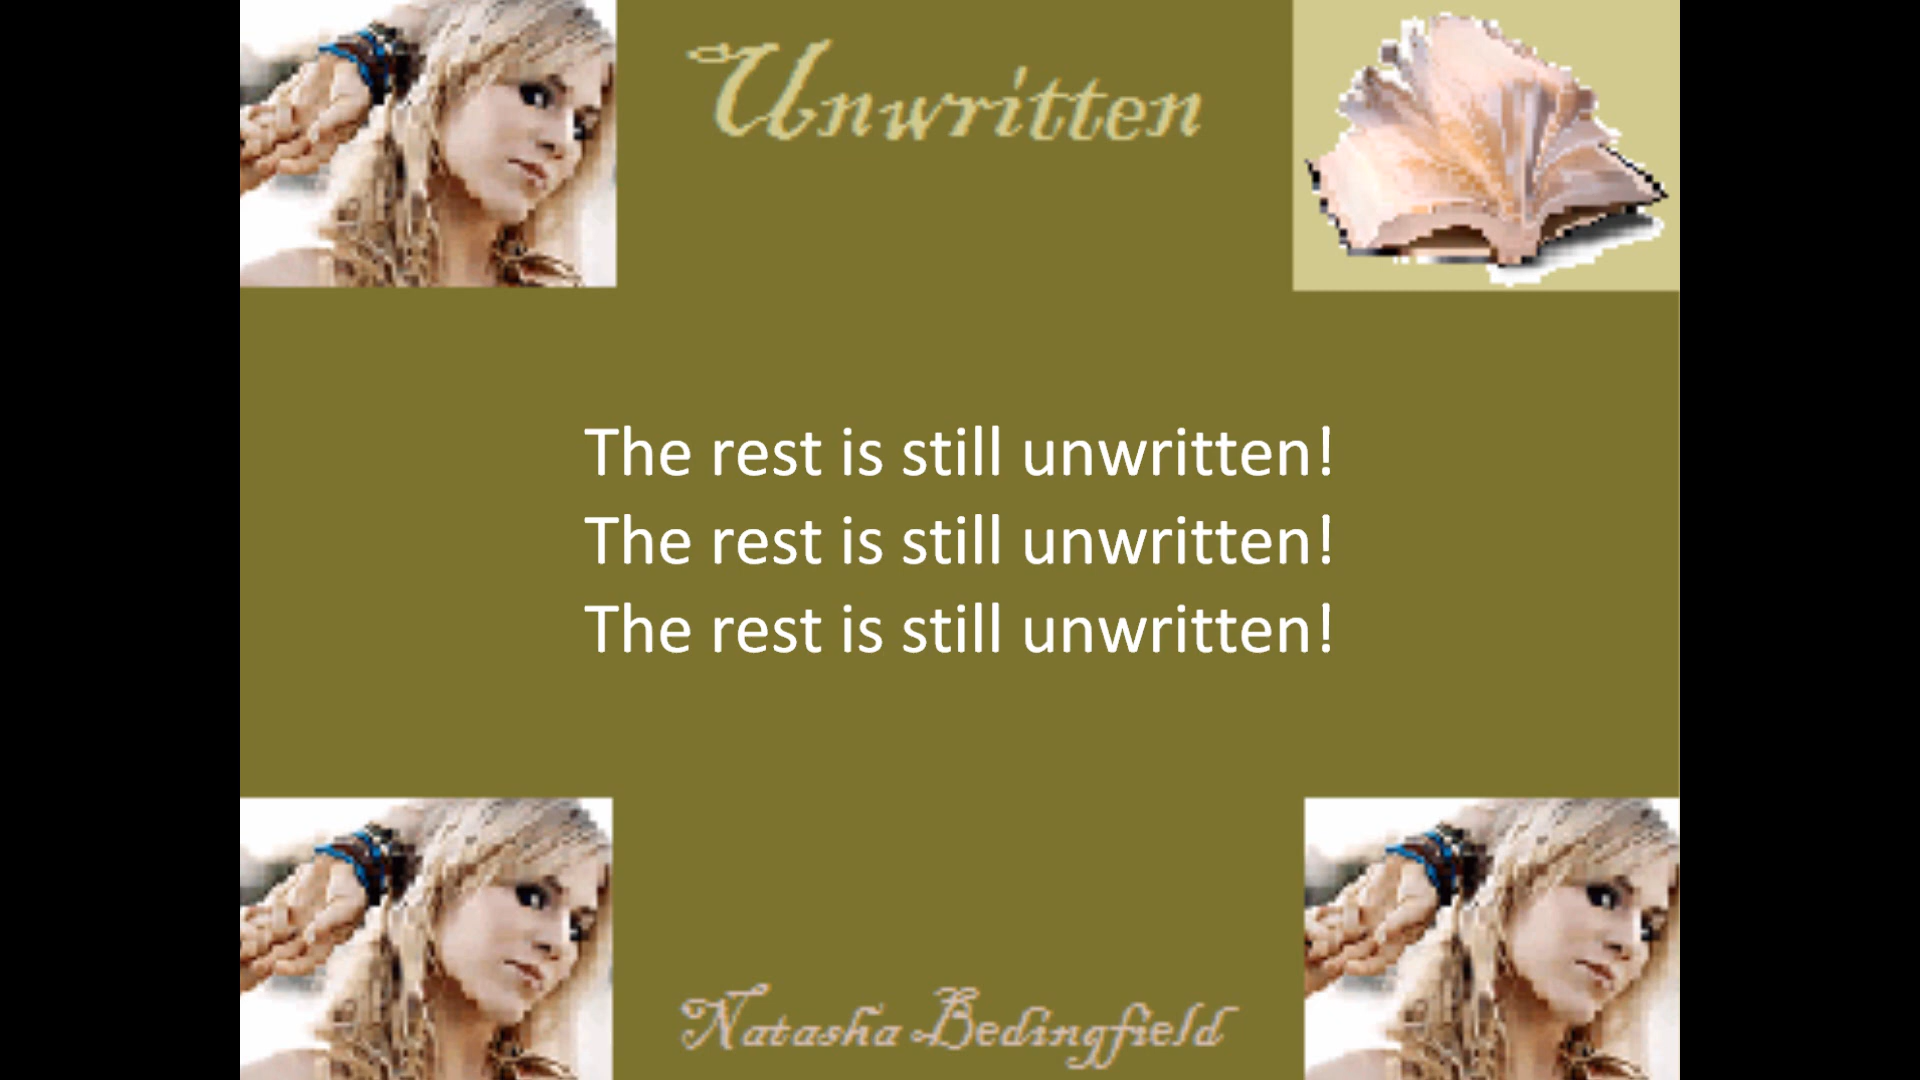 Unwritten
The rest is still unwritten!
The rest is still unwritten!
The rest is still unwritten!
Natasha Bedingfield